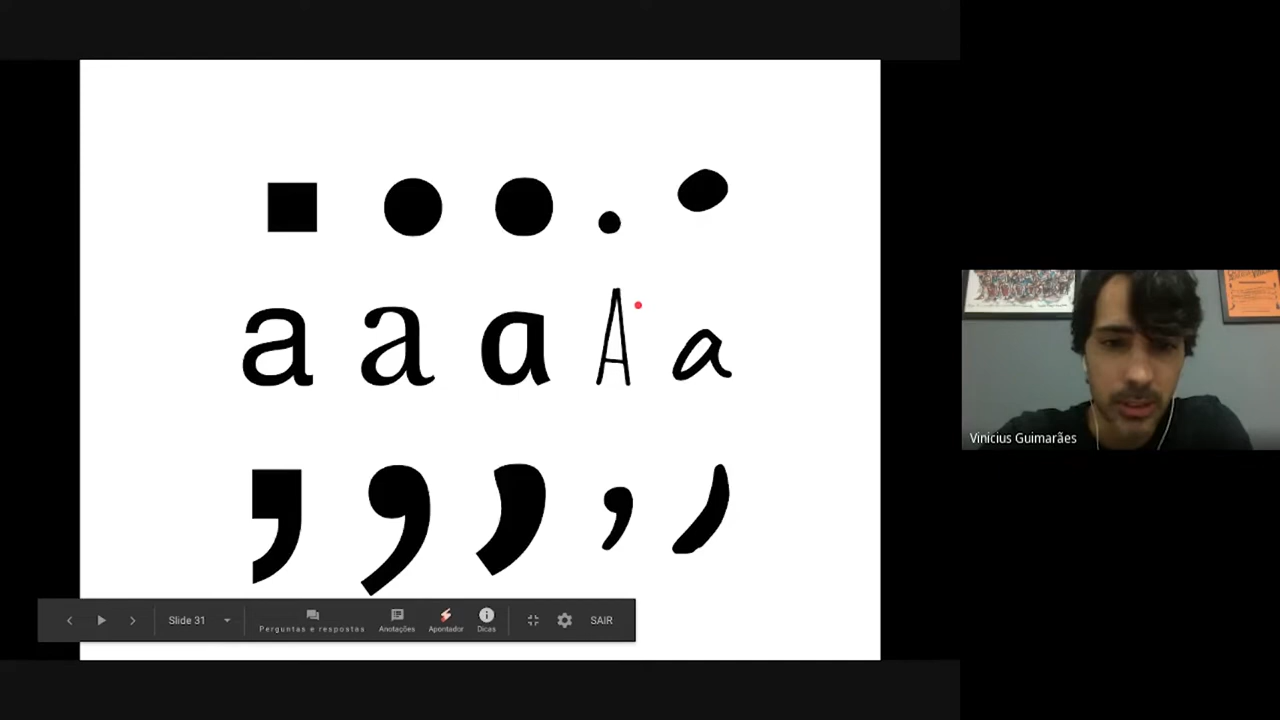 . . . . .
a a a A a
, , , , ,
Vinicius Guimarães
Slide 31
Perguntas e respostas
Anotações
Apontador
Dicas
SAIR